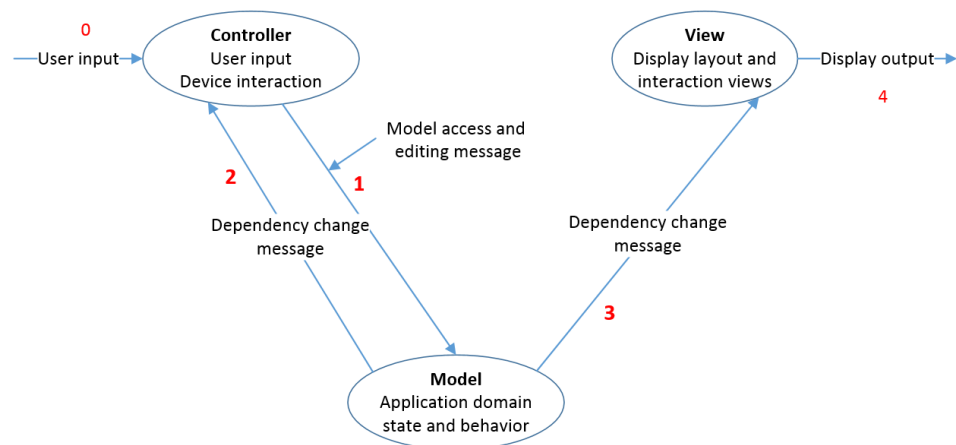 0
User input
Controller
User input
Device interaction
View
Display layout and
interaction views
Display output
4
Model access and
editing message
2
1
Dependency change
message
Dependency change
message
3
Model
Application domain
state and behavior